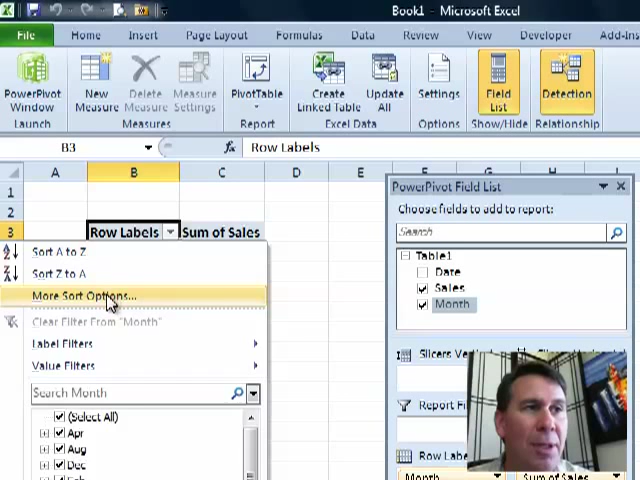 Book1 - Microsoft Excel
File Home Insert Page Layout Formulas Data Review View Developer Add-Ins
PowerPivot Window
New Measure
Delete Measure
Measure Settings
PivotTable
Create Linked Table
Update All
Settings
Field List
Detection
Launch Measures Report Excel Data Options Show/Hide Relationship
B3 fx Row Labels
A B C D E
PowerPivot Field List
Choose fields to add to report:
Search
Table1
Date
Sales
Month
1
2
3 Row Labels Sum of Sales
Sort A to Z
Sort Z to A
More Sort Options...
Clear Filter From "Month"
Label Filters
Value Filters
Search Month
(Select All)
Apr
Aug
Dec
Slicers
Report
Row
Month Sum of Sales